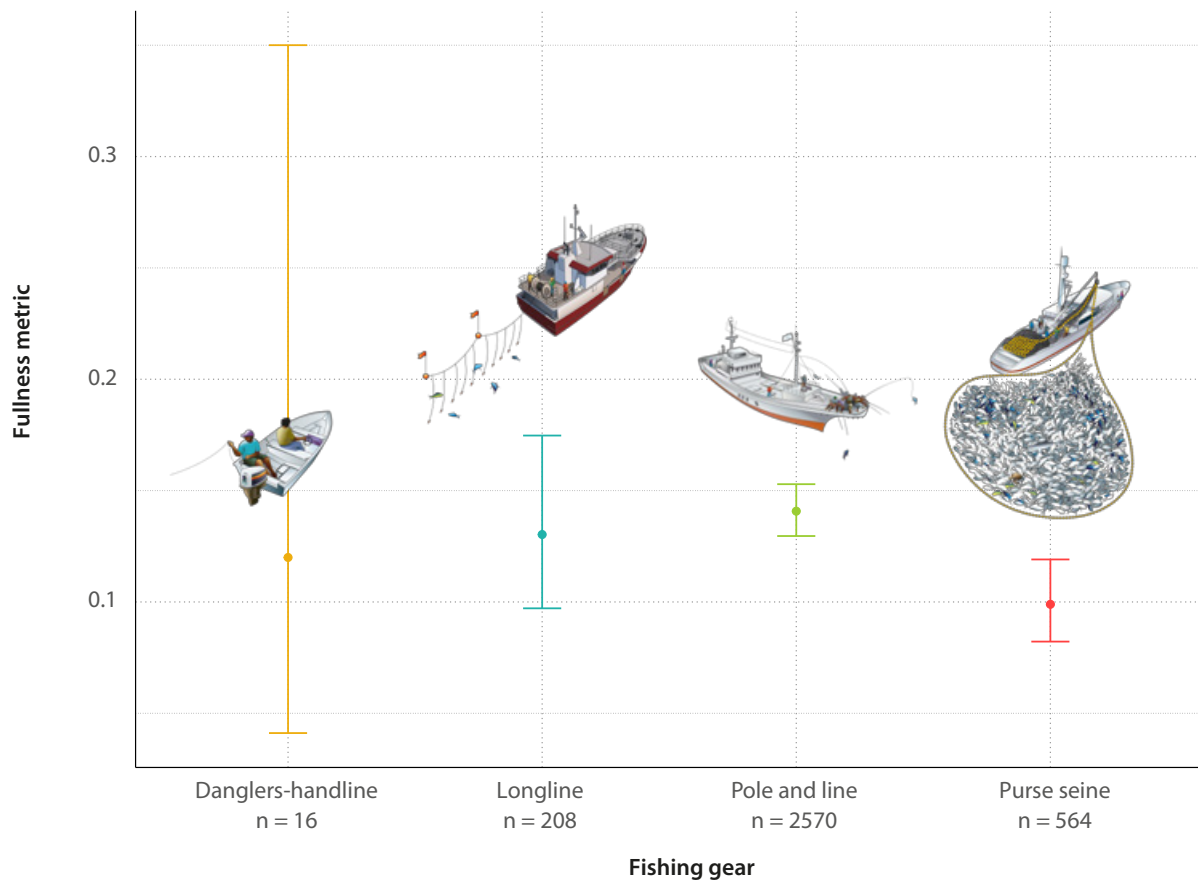 Fullness metric
0.3
0.2
0.1
Danglers-handline
n = 16
Longline
n = 208
Pole and line
n = 2570
Purse seine
n = 564
Fishing gear